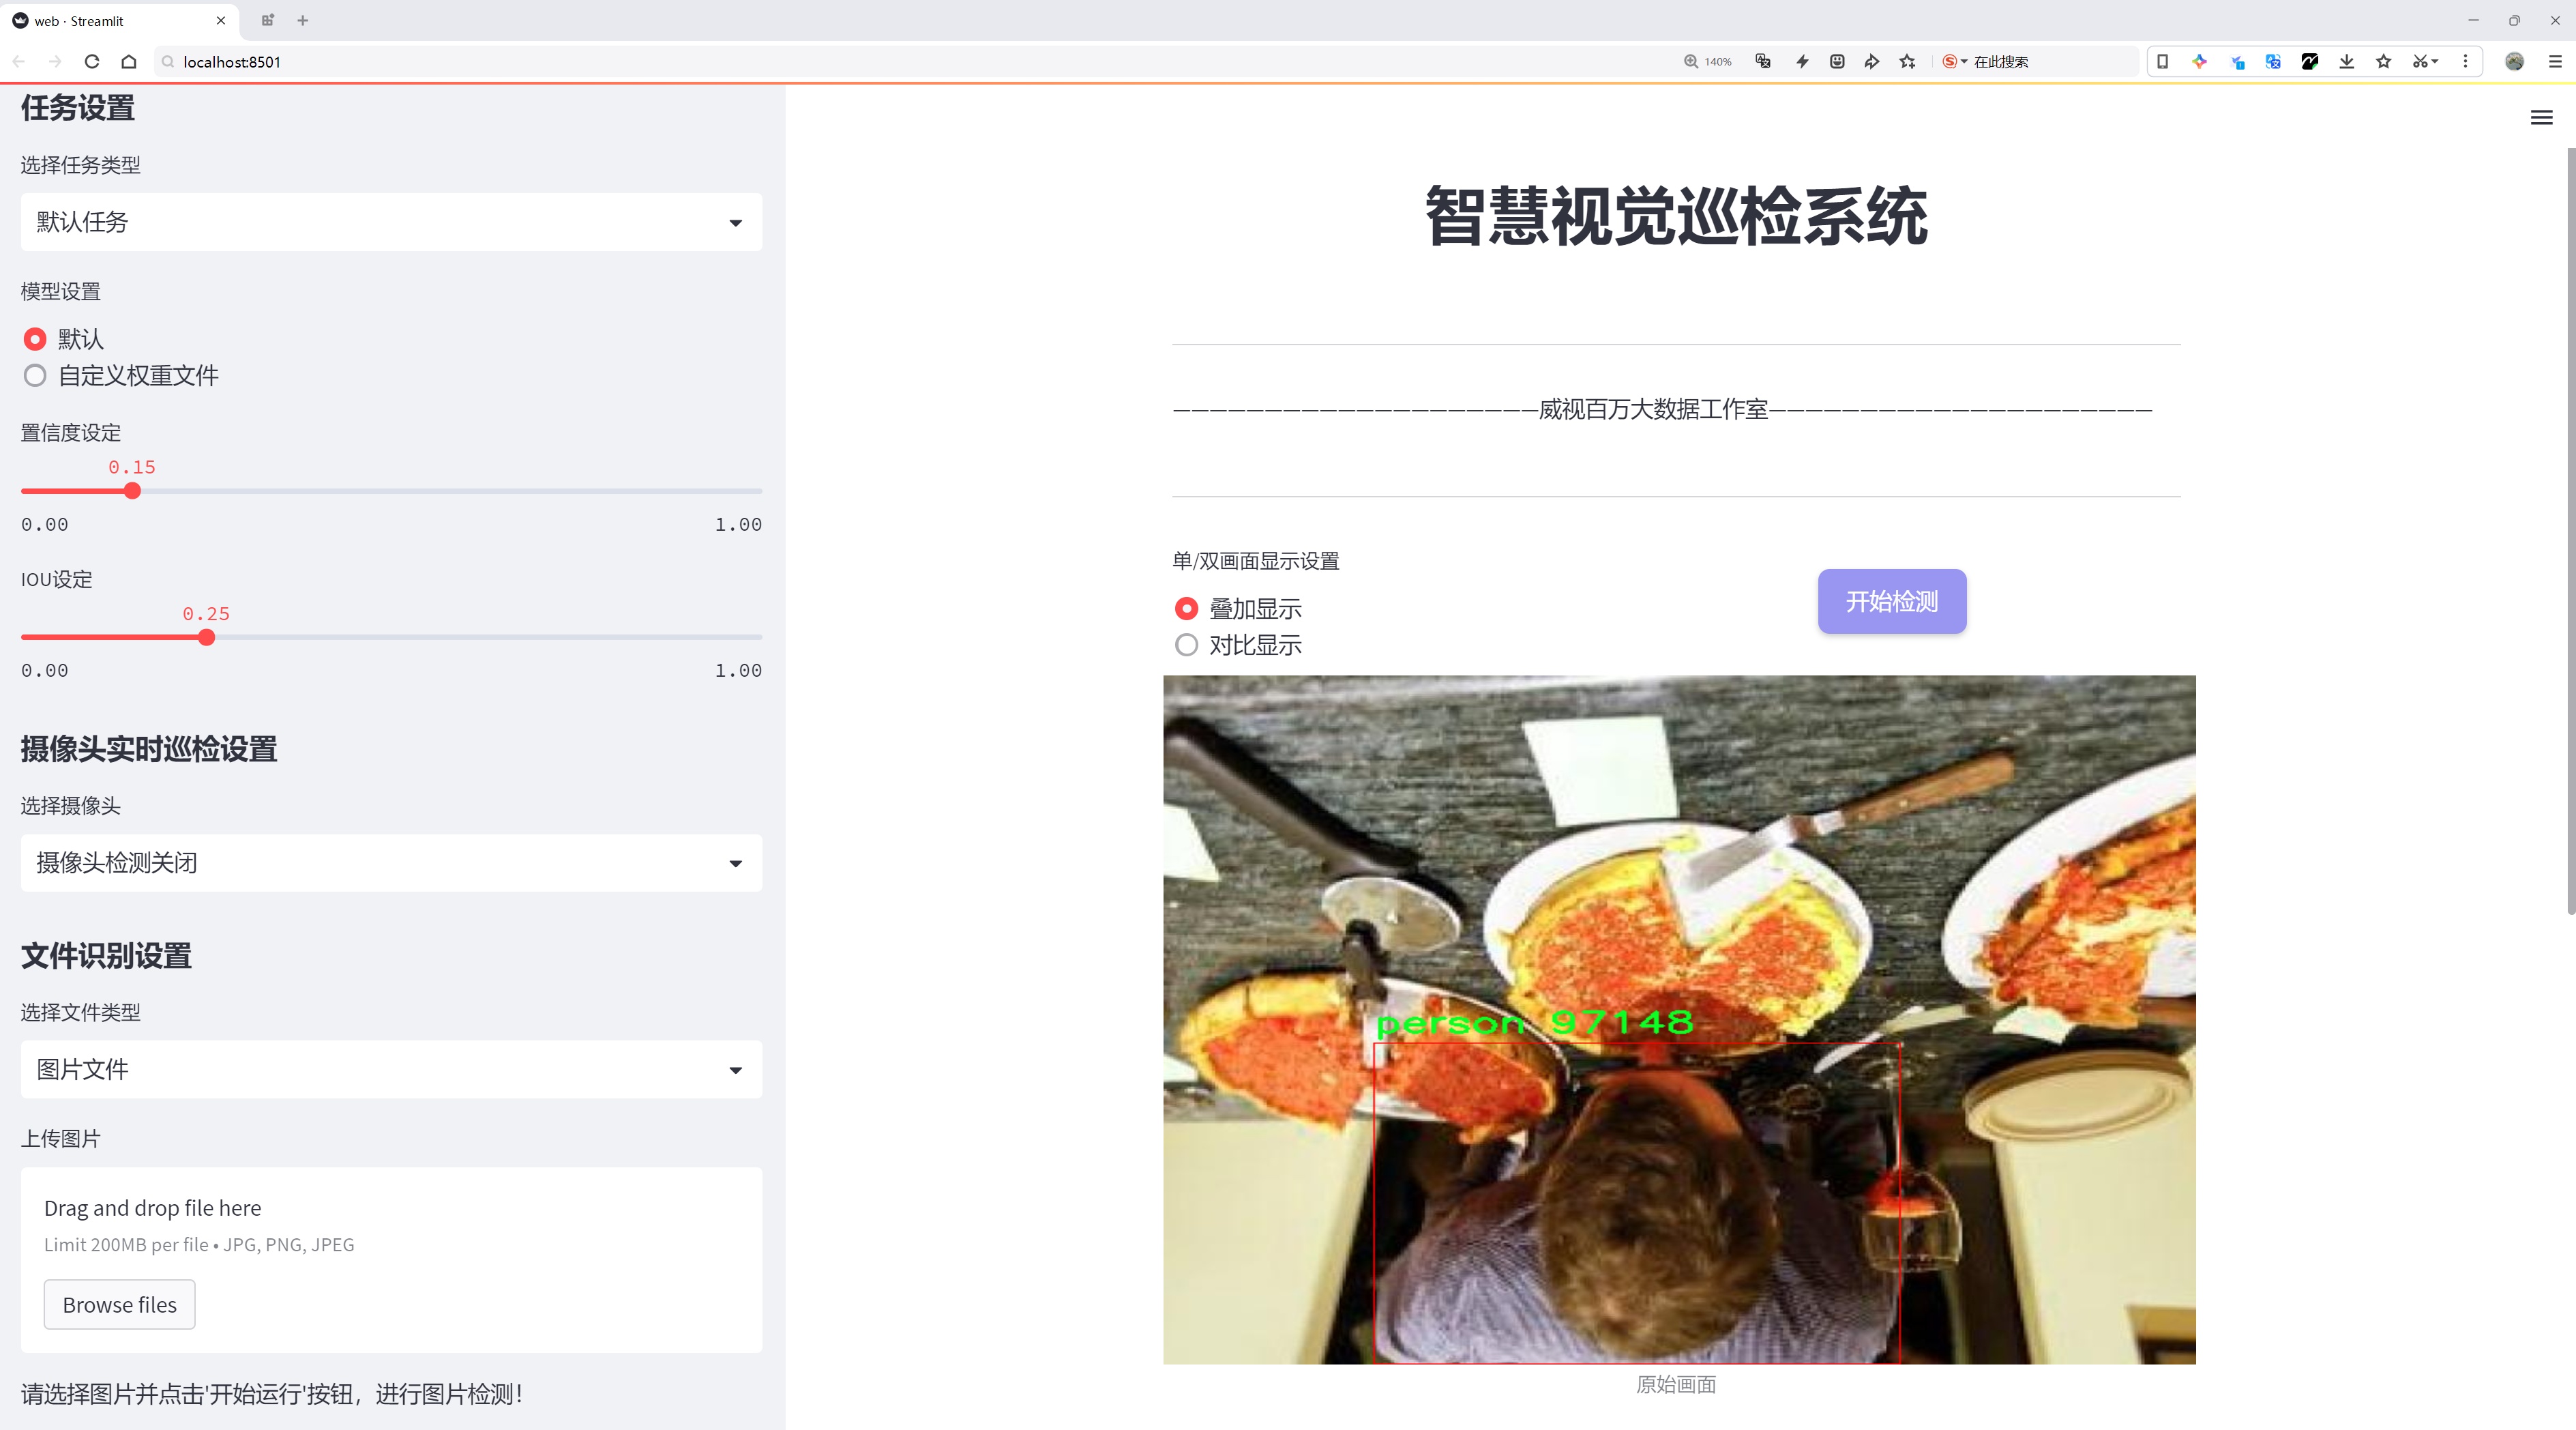 web · Streamlit
localhost:8501
140%
在此搜索
任务设置
选择任务类型
默认任务
模型设置
默认
自定义权重文件
置信度设定
0.15
0.00 1.00
IOU设定
0.25
0.00 1.00
摄像头实时巡检设置
选择摄像头
摄像头检测关闭
文件识别设置
选择文件类型
图片文件
上传图片
Drag and drop file here
Limit 200MB per file • JPG, PNG, JPEG
Browse files
请选择图片并点击'开始运行'按钮，进行图片检测！
智慧视觉巡检系统
————————————————————威视百万大数据工作室—————————————————————
单/双画面显示设置
叠加显示
对比显示
开始检测
person 97148
原始画面